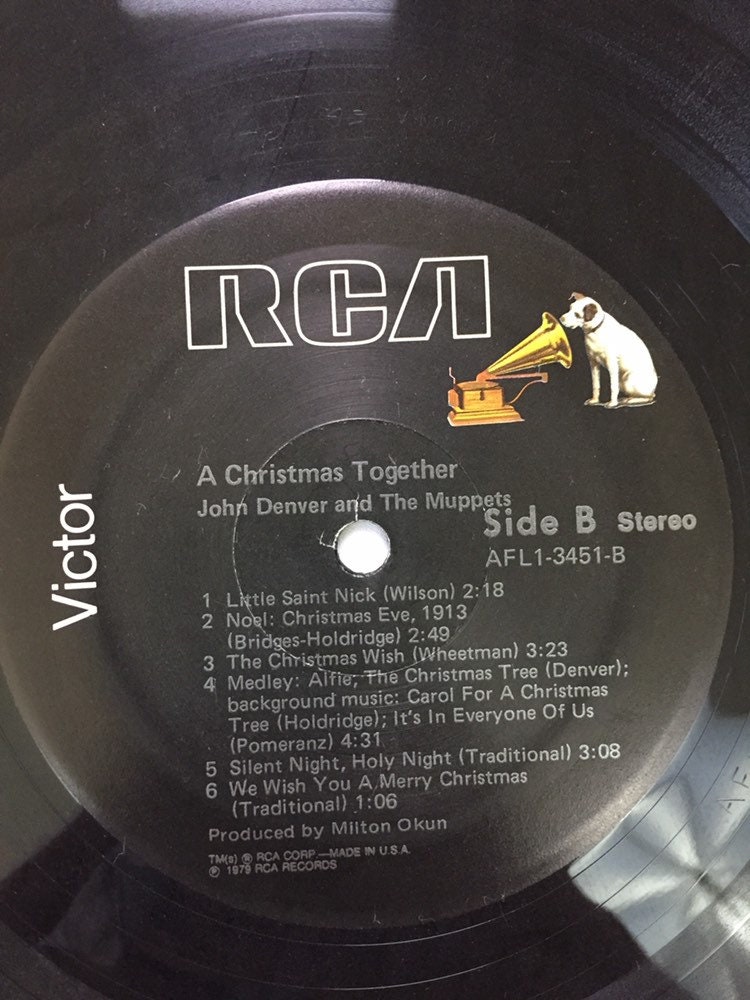 RCA
Victor
A Christmas Together
John Denver and The Muppets
Side B Stereo
AFL1-3451-B
1 Little Saint Nick (Wilson) 2:18
2 Noel: Christmas Eve, 1913
(Bridges-Holdridge) 2:49
3 The Christmas Wish (Wheetman) 3:23
4 Medley: Alfie, The Christmas Tree (Denver);
background music: Carol For A Christmas
Tree (Holdridge); It's In Everyone Of Us
(Pomeranz) 4:31
5 Silent Night, Holy Night (Traditional) 3:08
6 We Wish You A Merry Christmas
(Traditional) 1:06
Produced by Milton Okun
TM(s) ® RCA CORP.—MADE IN U.S.A.
℗ 1979 RCA RECORDS